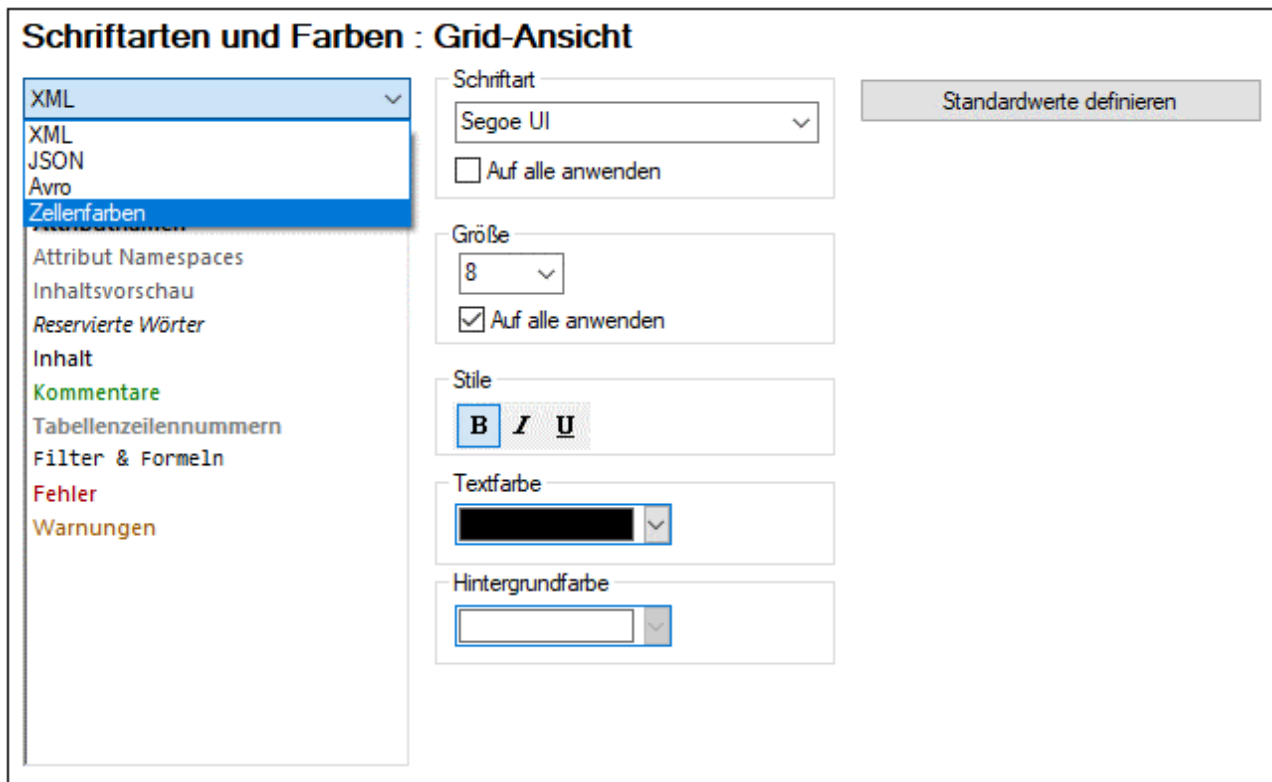 Schriftarten und Farben : Grid-Ansicht
XML
XML
JSON
Avro
Zellenfarben
Attributnamen
Attribut Namespaces
Inhaltsvorschau
Reservierte Wörter
Inhalt
Kommentare
Tabellenzeilennummern
Filter & Formeln
Fehler
Warnungen
Schriftart
Segoe UI
Auf alle anwenden
Größe
8
Auf alle anwenden
Stile
B I U
Textfarbe
Hintergrundfarbe
Standardwerte definieren